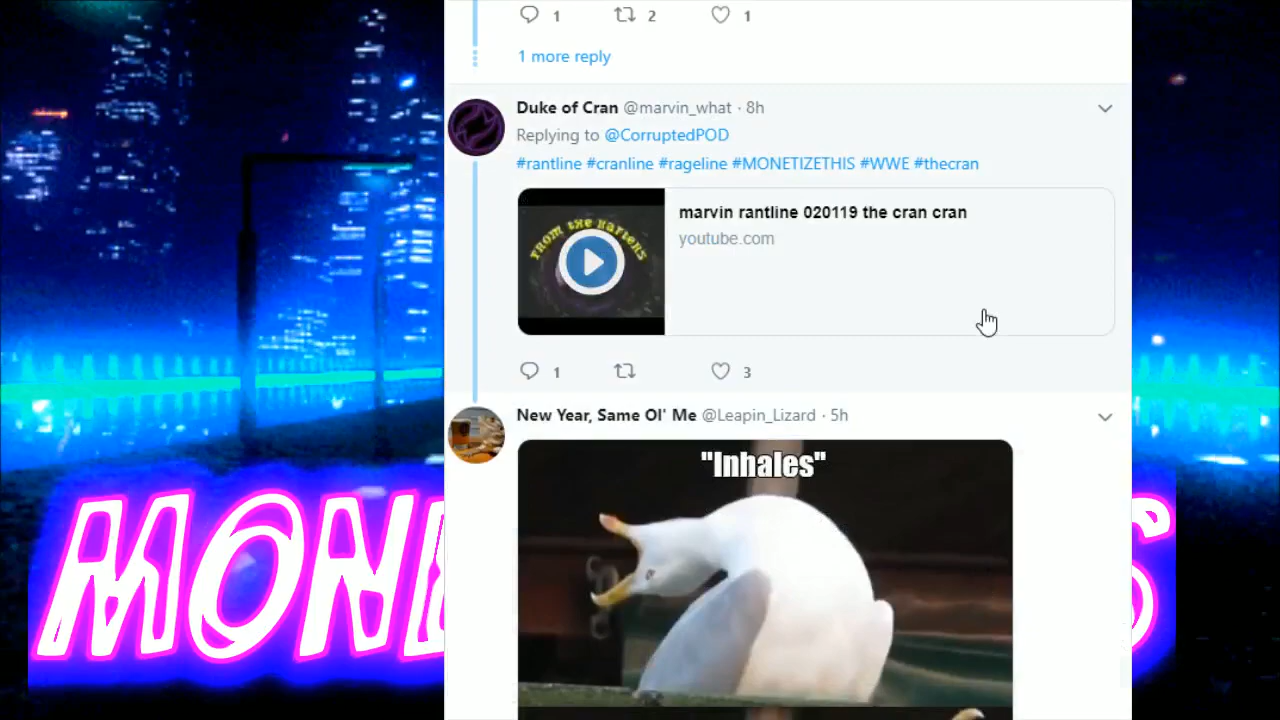 1 2 1
1 more reply
Duke of Cran @marvin_what · 8h
Replying to @CorruptedPOD
#rantline #cranline #rageline #MONETIZETHIS #WWE #thecran
FROM THE RAFTERS
marvin rantline 020119 the cran cran
youtube.com
1 3
New Year, Same Ol' Me @Leapin_Lizard · 5h
"Inhales"
MONE S